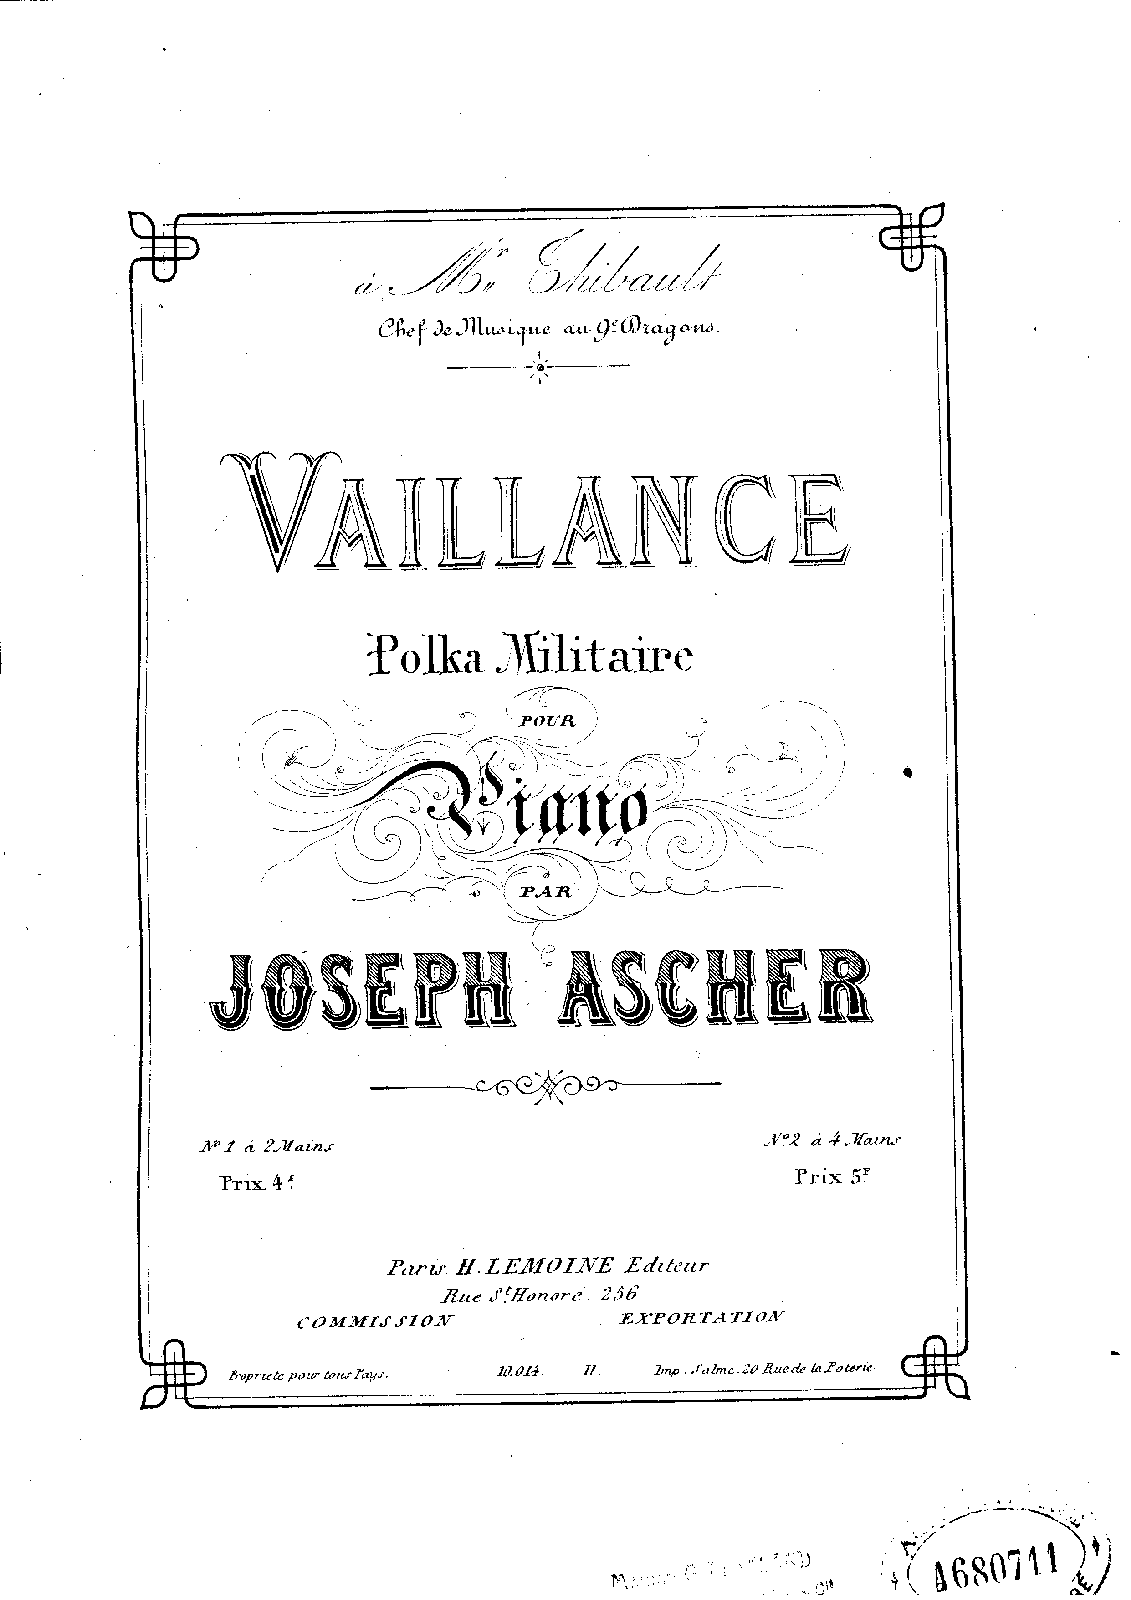 à Mr. Thibault
Chef de Musique au 9e Dragons.
VAILLANCE
Polka Militaire
POUR
Piano
PAR
JOSEPH ASCHER
No 1 à 2 Mains
No 2 à 4 Mains
Prix 4f
Prix 5f
Paris. H. LEMOINE Editeur
Rue St Honoré. 256
COMMISSION EXPORTATION
Propriété pour tous Pays. 10.014. H. Imp. Salme. 20 Rue de la Poterie.
4680711